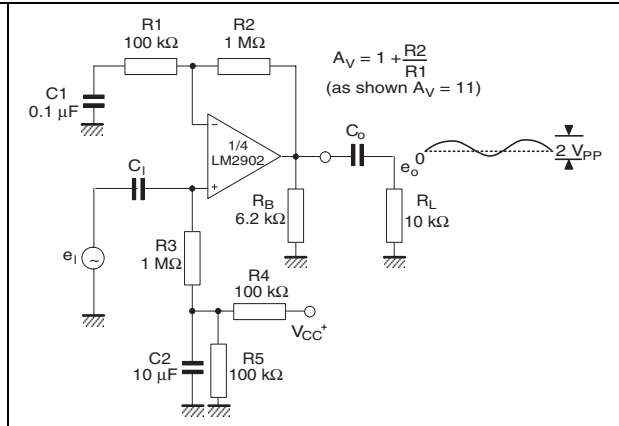 R1
100 kΩ
R2
1 MΩ
A_V = 1 + R2/R1
(as shown A_V = 11)
C1
0.1 µF
1/4
LM2902
−
+
C_I
C_o
0
e_o
2 V_PP
R_B
6.2 kΩ
R_L
10 kΩ
e_I
~
R3
1 MΩ
R4
100 kΩ
V_CC+
C2
10 µF
R5
100 kΩ